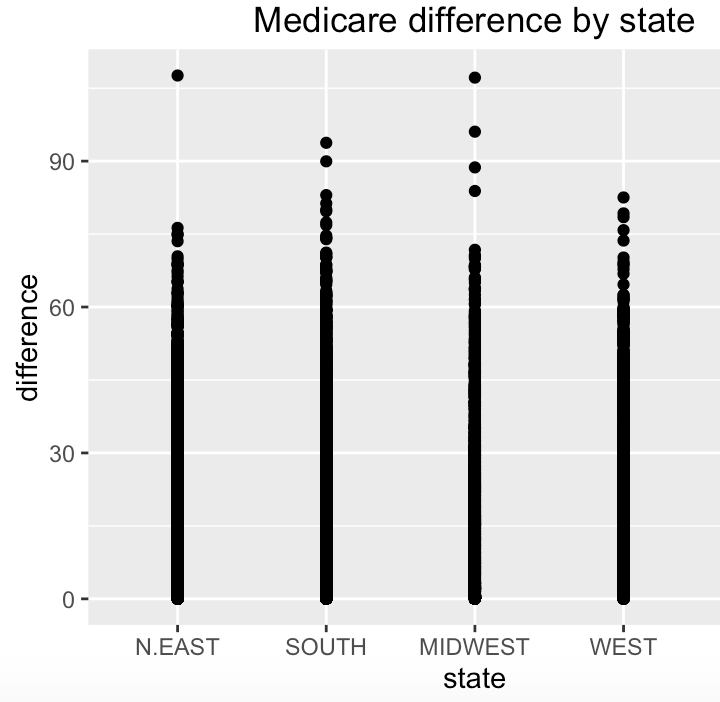 Medicare difference by state
difference
90
60
30
0
N.EAST SOUTH MIDWEST WEST
state